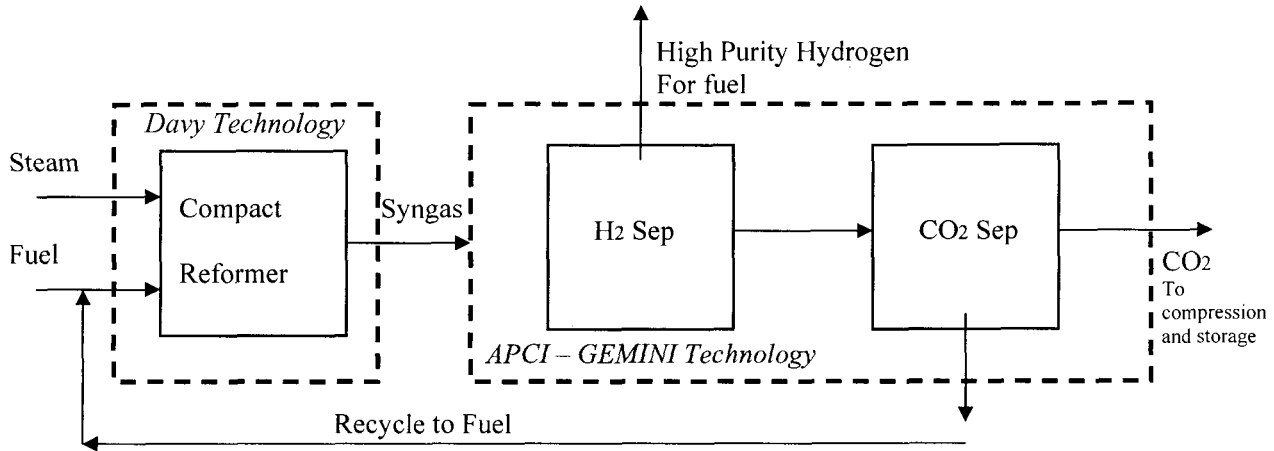 High Purity Hydrogen
For fuel
Davy Technology
Steam
Compact
Reformer
Syngas
H2 Sep
CO2 Sep
Fuel
CO2
To
compression
and storage
APCI – GEMINI Technology
Recycle to Fuel